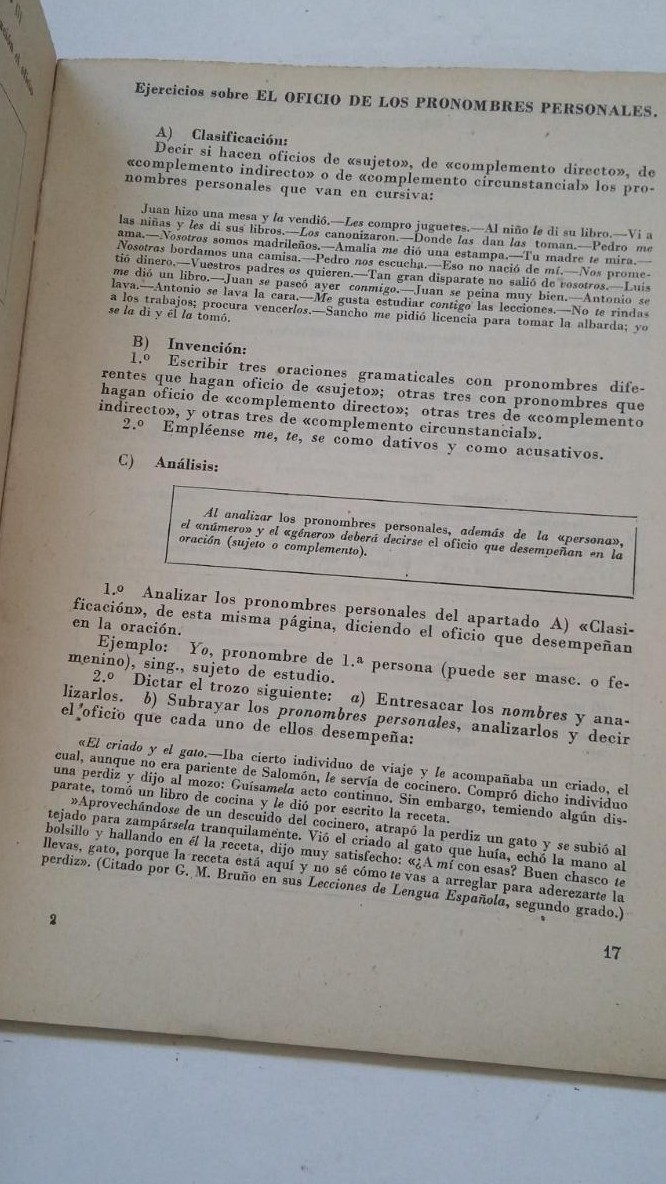 Ejercicios sobre EL OFICIO DE LOS PRONOMBRES PERSONALES.
A) Clasificación:
Decir si hacen oficios de «sujeto», de «complemento directo», de
«complemento indirecto» o de «complemento circunstancial» los pro-
nombres personales que van en cursiva:
Juan hizo una mesa y la vendió.—Les compro juguetes.—Al niño le di su libro.—Vi a
las niñas y les di sus libros.—Los canonizaron.—Donde las dan las toman.—Pedro me
ama.—Nosotros somos madrileños.—Amalia me dió una estampa.—Tu madre te mira.—
Nosotras bordamos una camisa.—Pedro nos escucha.—Eso no nació de mí.—Nos prome-
tió dinero.—Vuestros padres os quieren.—Tan gran disparate no salió de vosotros.—Luis
me dió un libro.—Juan se paseó ayer conmigo.—Juan se peina muy bien.—Antonio se
lava.—Antonio se lava la cara.—Me gusta estudiar contigo las lecciones.—No te rindas
a los trabajos; procura vencerlos.—Sancho me pidió licencia para tomar la albarda; yo
se la di y él la tomó.
B) Invención:
1.º Escribir tres oraciones gramaticales con pronombres dife-
rentes que hagan oficio de «sujeto»; otras tres con pronombres que
hagan oficio de «complemento directo»; otras tres de «complemento
indirecto», y otras tres de «complemento circunstancial».
2.º Empléense me, te, se como dativos y como acusativos.
C) Análisis:
Al analizar los pronombres personales, además de la «persona»,
el «número» y el «género» deberá decirse el oficio que desempeñan en la
oración (sujeto o complemento).
1.º Analizar los pronombres personales del apartado A) «Clasi-
ficación», de esta misma página, diciendo el oficio que desempeñan
en la oración.
Ejemplo: Yo, pronombre de 1.ª persona (puede ser masc. o fe-
menino), sing., sujeto de estudio.
2.º Dictar el trozo siguiente: a) Entresacar los nombres y ana-
lizarlos. b) Subrayar los pronombres personales, analizarlos y decir
el oficio que cada uno de ellos desempeña:
«El criado y el gato.—Iba cierto individuo de viaje y le acompañaba un criado, el
cual, aunque no era pariente de Salomón, le servía de cocinero. Compró dicho individuo
una perdiz y dijo al mozo: Guísamela acto continuo. Sin embargo, temiendo algún dis-
parate, tomó un libro de cocina y le dió por escrito la receta.
»Aprovechándose de un descuido del cocinero, atrapó la perdiz un gato y se subió al
tejado para zampársela tranquilamente. Vió el criado al gato que huía, echó la mano al
bolsillo y hallando en él la receta, dijo muy satisfecho: «¿A mí con esas? Buen chasco te
llevas, gato, porque la receta está aquí y no sé cómo te vas a arreglar para aderezarte la
perdiz». (Citado por G. M. Bruño en sus Lecciones de Lengua Española, segundo grado.)
2
17